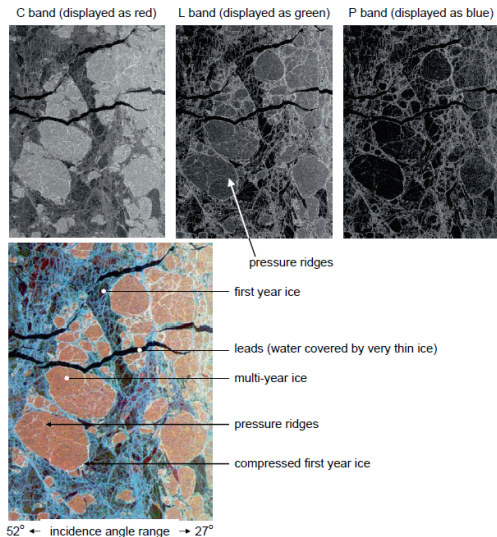 C band (displayed as red)
L band (displayed as green)
P band (displayed as blue)
pressure ridges
first year ice
leads (water covered by very thin ice)
multi-year ice
pressure ridges
compressed first year ice
52° ← incidence angle range → 27°